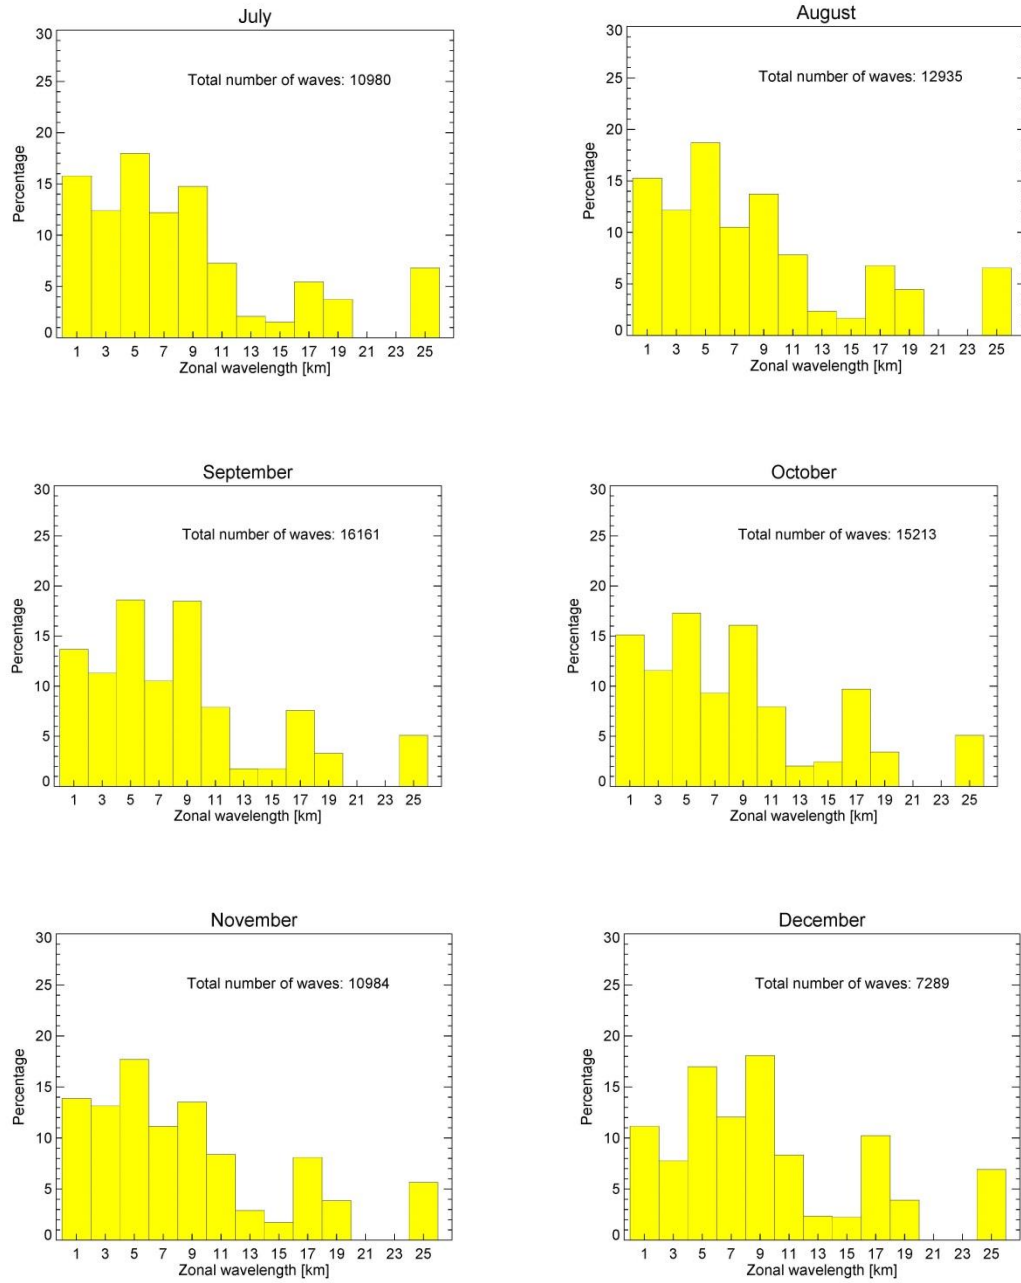 July
30
25
20
15
10
5
0
Percentage
Total number of waves: 10980
1 3 5 7 9 11 13 15 17 19 21 23 25
Zonal wavelength [km]
August
30
25
20
15
10
5
0
Percentage
Total number of waves: 12935
1 3 5 7 9 11 13 15 17 19 21 23 25
Zonal wavelength [km]
September
30
25
20
15
10
5
0
Percentage
Total number of waves: 16161
1 3 5 7 9 11 13 15 17 19 21 23 25
Zonal wavelength [km]
October
30
25
20
15
10
5
0
Percentage
Total number of waves: 15213
1 3 5 7 9 11 13 15 17 19 21 23 25
Zonal wavelength [km]
November
30
25
20
15
10
5
0
Percentage
Total number of waves: 10984
1 3 5 7 9 11 13 15 17 19 21 23 25
Zonal wavelength [km]
December
30
25
20
15
10
5
0
Percentage
Total number of waves: 7289
1 3 5 7 9 11 13 15 17 19 21 23 25
Zonal wavelength [km]